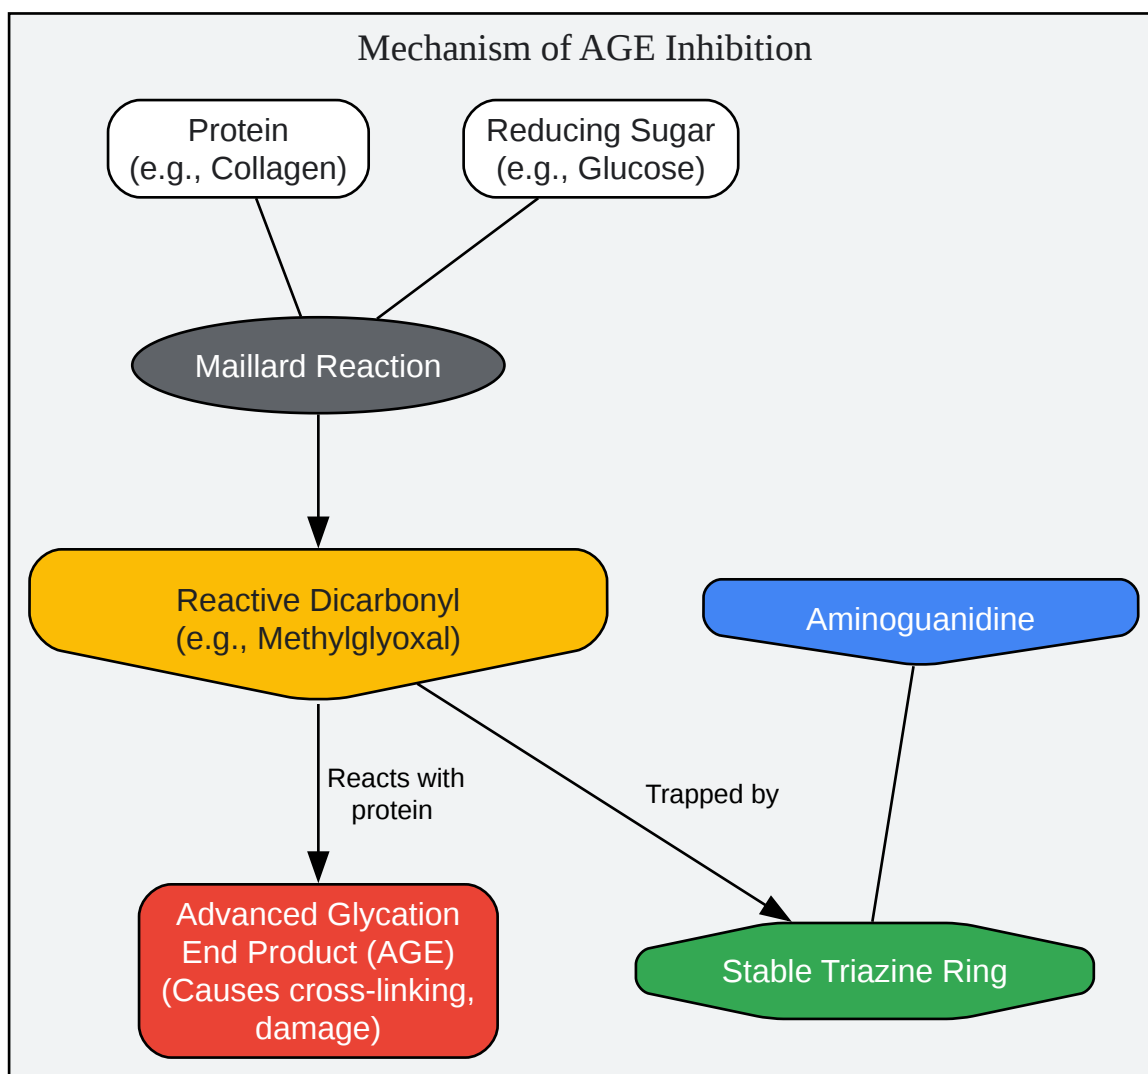 Mechanism of AGE Inhibition
Protein
(e.g., Collagen)
Reducing Sugar
(e.g., Glucose)
Maillard Reaction
Reactive Dicarbonyl
(e.g., Methylglyoxal)
Aminoguanidine
Reacts with
protein
Trapped by
Advanced Glycation
End Product (AGE)
(Causes cross-linking,
damage)
Stable Triazine Ring